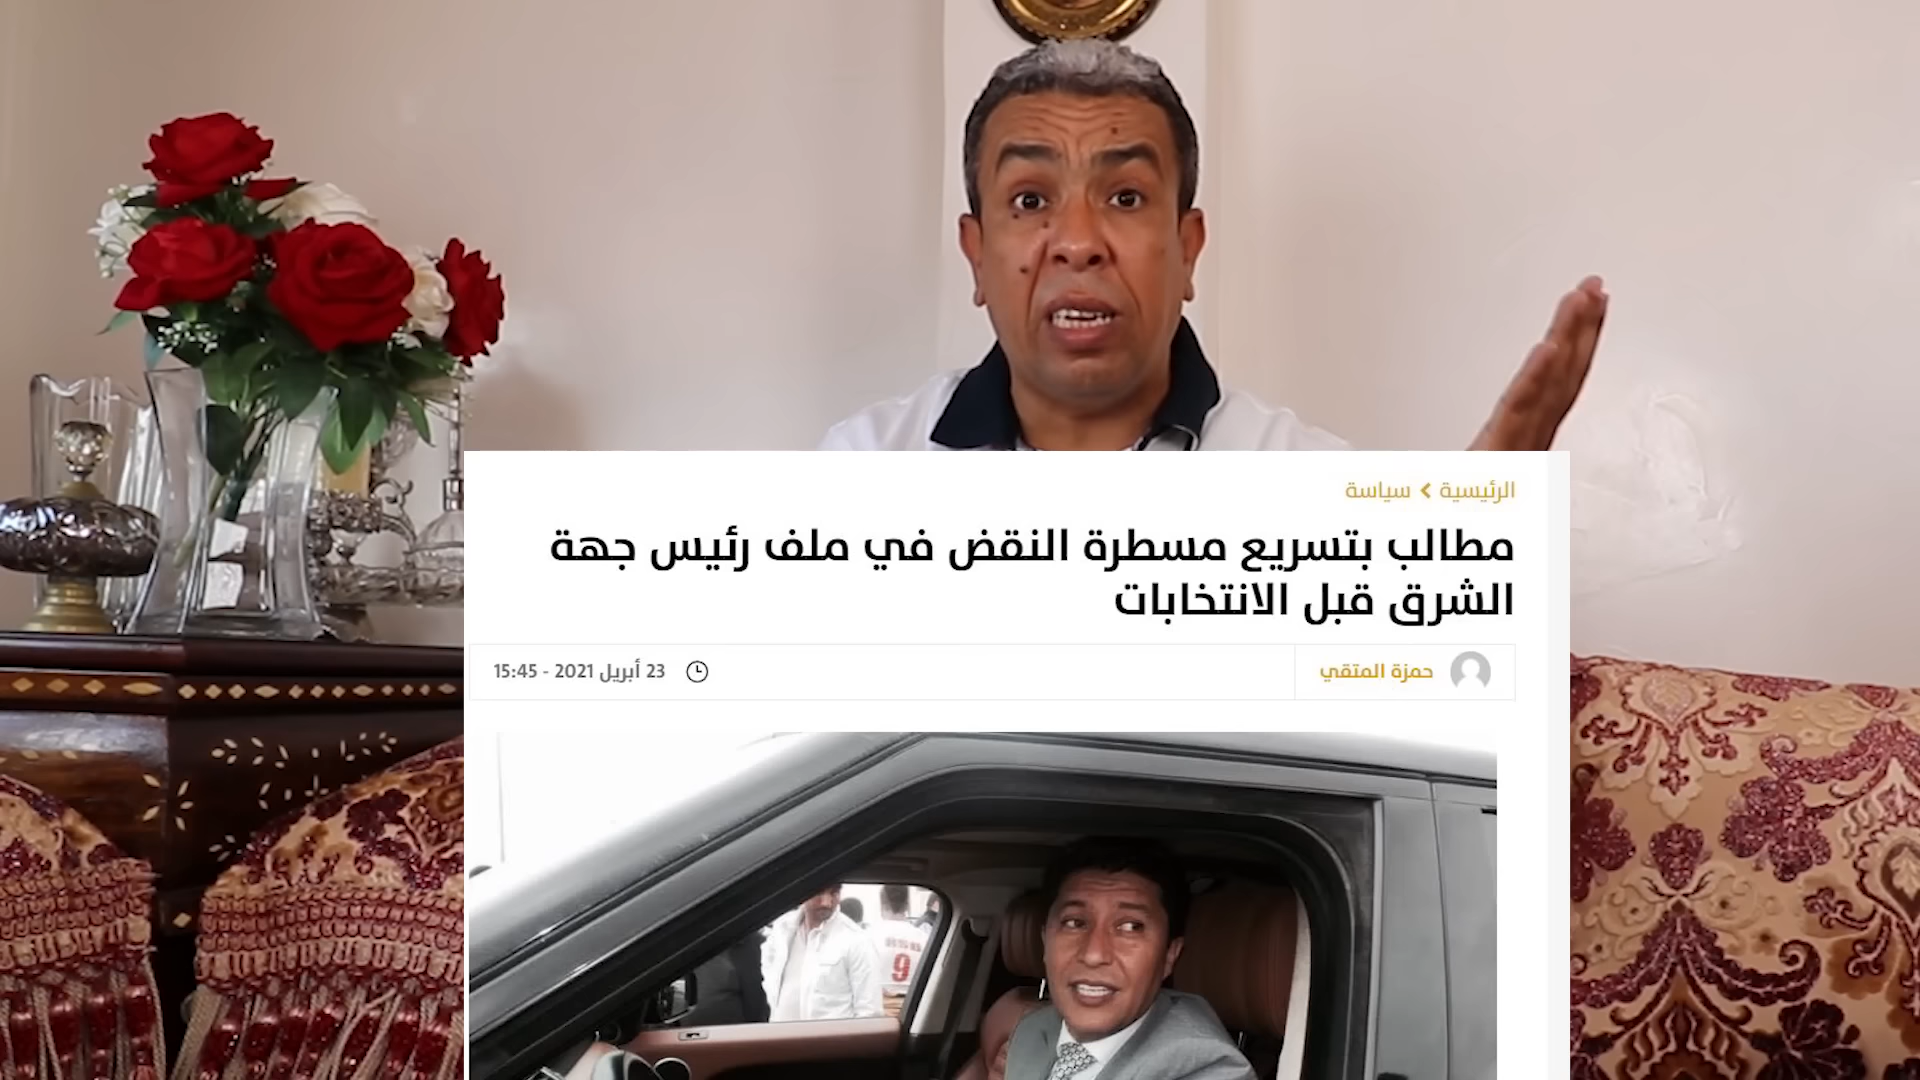 الرئيسية > سياسة
مطالب بتسريع مسطرة النقض في ملف رئيس جهة
الشرق قبل الانتخابات
حمزة المتقي
23 أبريل 2021 - 15:45
9